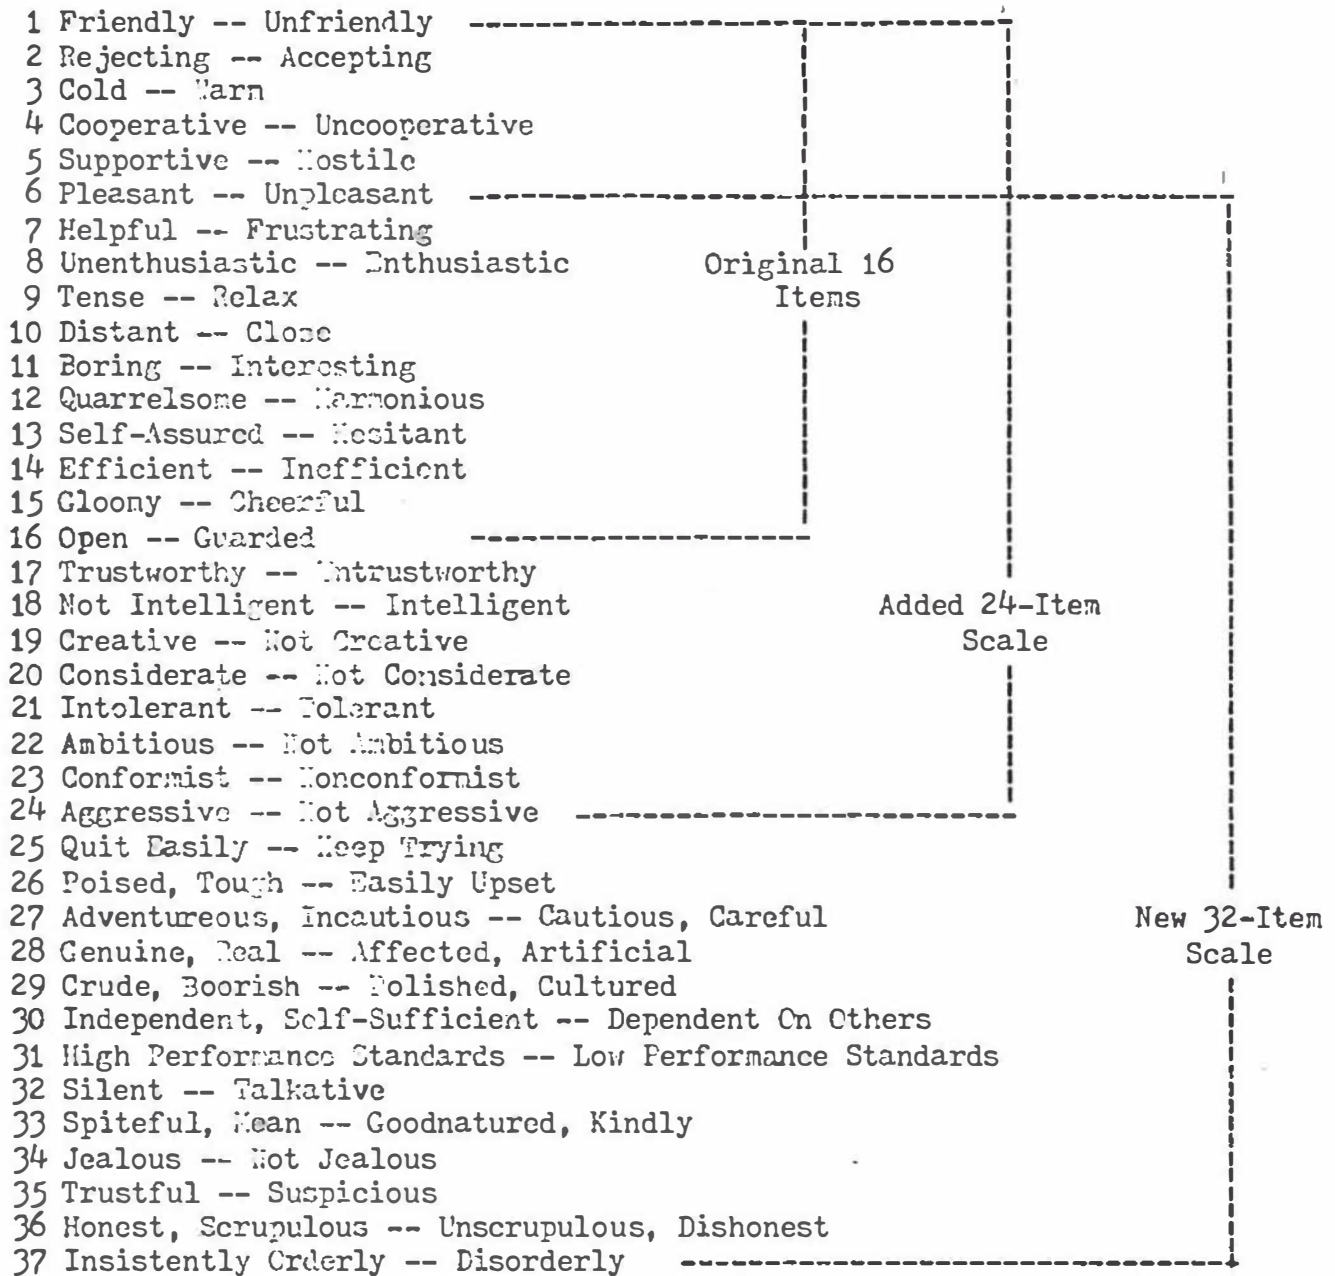 1 Friendly -- Unfriendly
2 Rejecting -- Accepting
3 Cold -- Warm
4 Cooperative -- Uncooperative
5 Supportive -- Hostile
6 Pleasant -- Unpleasant
7 Helpful -- Frustrating
8 Unenthusiastic -- Enthusiastic
9 Tense -- Relax
10 Distant -- Close
11 Boring -- Interesting
12 Quarrelsome -- Harmonious
13 Self-Assured -- Hesitant
14 Efficient -- Inefficient
15 Gloomy -- Cheerful
16 Open -- Guarded
Original 16
Items
17 Trustworthy -- Untrustworthy
18 Not Intelligent -- Intelligent
19 Creative -- Not Creative
20 Considerate -- Not Considerate
21 Intolerant -- Tolerant
22 Ambitious -- Not Ambitious
23 Conformist -- Nonconformist
24 Aggressive -- Not Aggressive
Added 24-Item
Scale
25 Quit Easily -- Keep Trying
26 Poised, Tough -- Easily Upset
27 Adventureous, Incautious -- Cautious, Careful
28 Genuine, Real -- Affected, Artificial
29 Crude, Boorish -- Polished, Cultured
30 Independent, Self-Sufficient -- Dependent On Others
31 High Performance Standards -- Low Performance Standards
32 Silent -- Talkative
33 Spiteful, Mean -- Goodnatured, Kindly
34 Jealous -- Not Jealous
35 Trustful -- Suspicious
36 Honest, Scrupulous -- Unscrupulous, Dishonest
37 Insistently Orderly -- Disorderly
New 32-Item
Scale